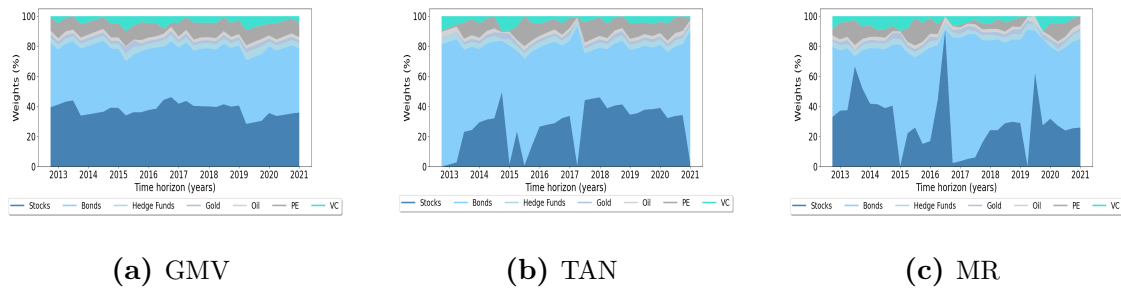 100
80
60
40
20
0
Weights (%)
2013 2014 2015 2016 2017 2018 2019 2020 2021
Time horizon (years)
Stocks Bonds Hedge Funds Gold Oil PE VC
(a) GMV
100
80
60
40
20
0
Weights (%)
2013 2014 2015 2016 2017 2018 2019 2020 2021
Time horizon (years)
Stocks Bonds Hedge Funds Gold Oil PE VC
(b) TAN
100
80
60
40
20
0
Weights (%)
2013 2014 2015 2016 2017 2018 2019 2020 2021
Time horizon (years)
Stocks Bonds Hedge Funds Gold Oil PE VC
(c) MR